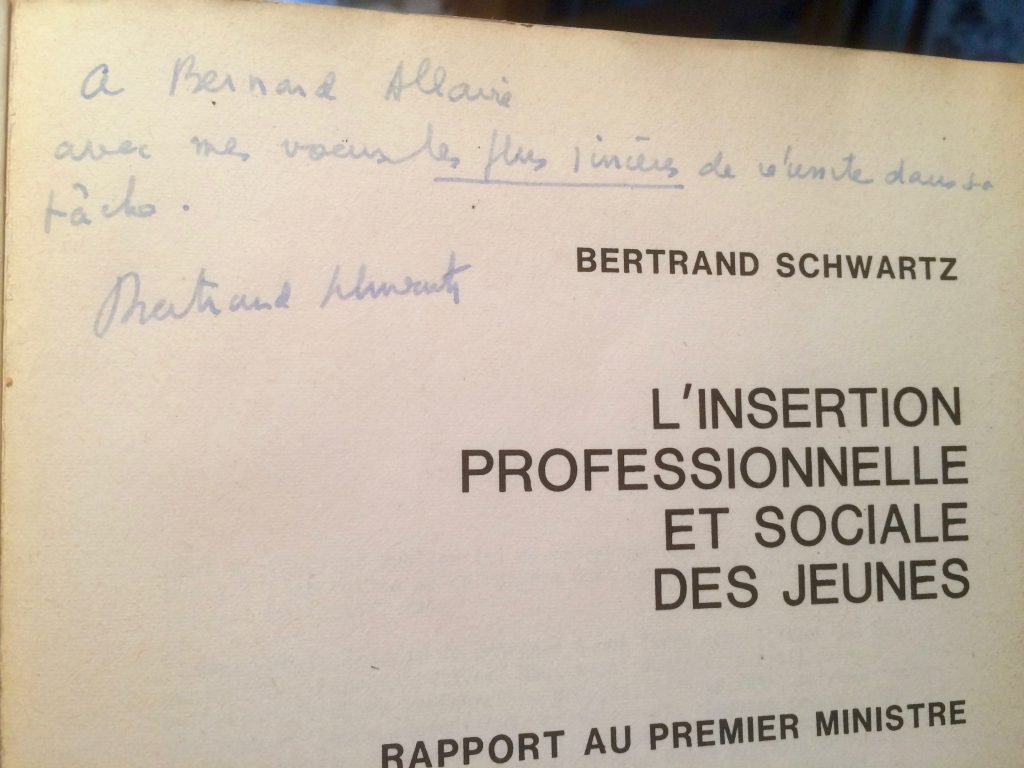 A Bernard Allaire
avec mes voeux les plus sincères de réussite dans sa
tâche.
Bertrand Schwartz
BERTRAND SCHWARTZ
L'INSERTION
PROFESSIONNELLE
ET SOCIALE
DES JEUNES
RAPPORT AU PREMIER MINISTRE